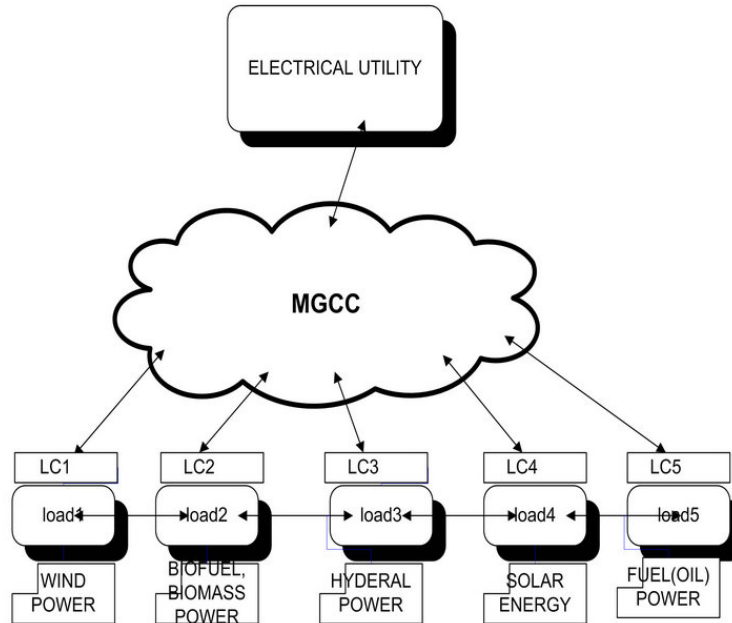 ELECTRICAL UTILITY
MGCC
LC1
LC2
LC3
LC4
LC5
load1
load2
load3
load4
load5
WIND
POWER
BIOFUEL,
BIOMASS
POWER
HYDERAL
POWER
SOLAR
ENERGY
FUEL(OIL)
POWER